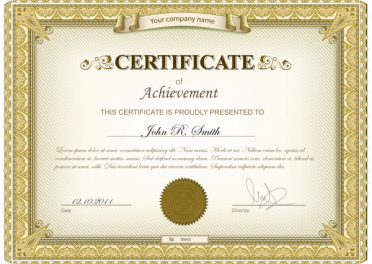 Your company name
CERTIFICATE
of
Achievement
THIS CERTIFICATE IS PROUDLY PRESENTED TO
John R. Smith
Lorem ipsum dolor sit amet, consectetuer adipiscing elit. Nam cursus. Morbi ut mi. Nullam enim leo, egestas id,
condimentum at, laoreet mattis, massa. Sed eleifend nonummy diam. Praesent mauris ante, elementum et, bibendum at,
posuere sit amet, nibh. Duis tincidunt lectus quis dui viverra vestibulum. Suspendisse vulputate aliquam dui.
12.10.2011
Date
Director
№